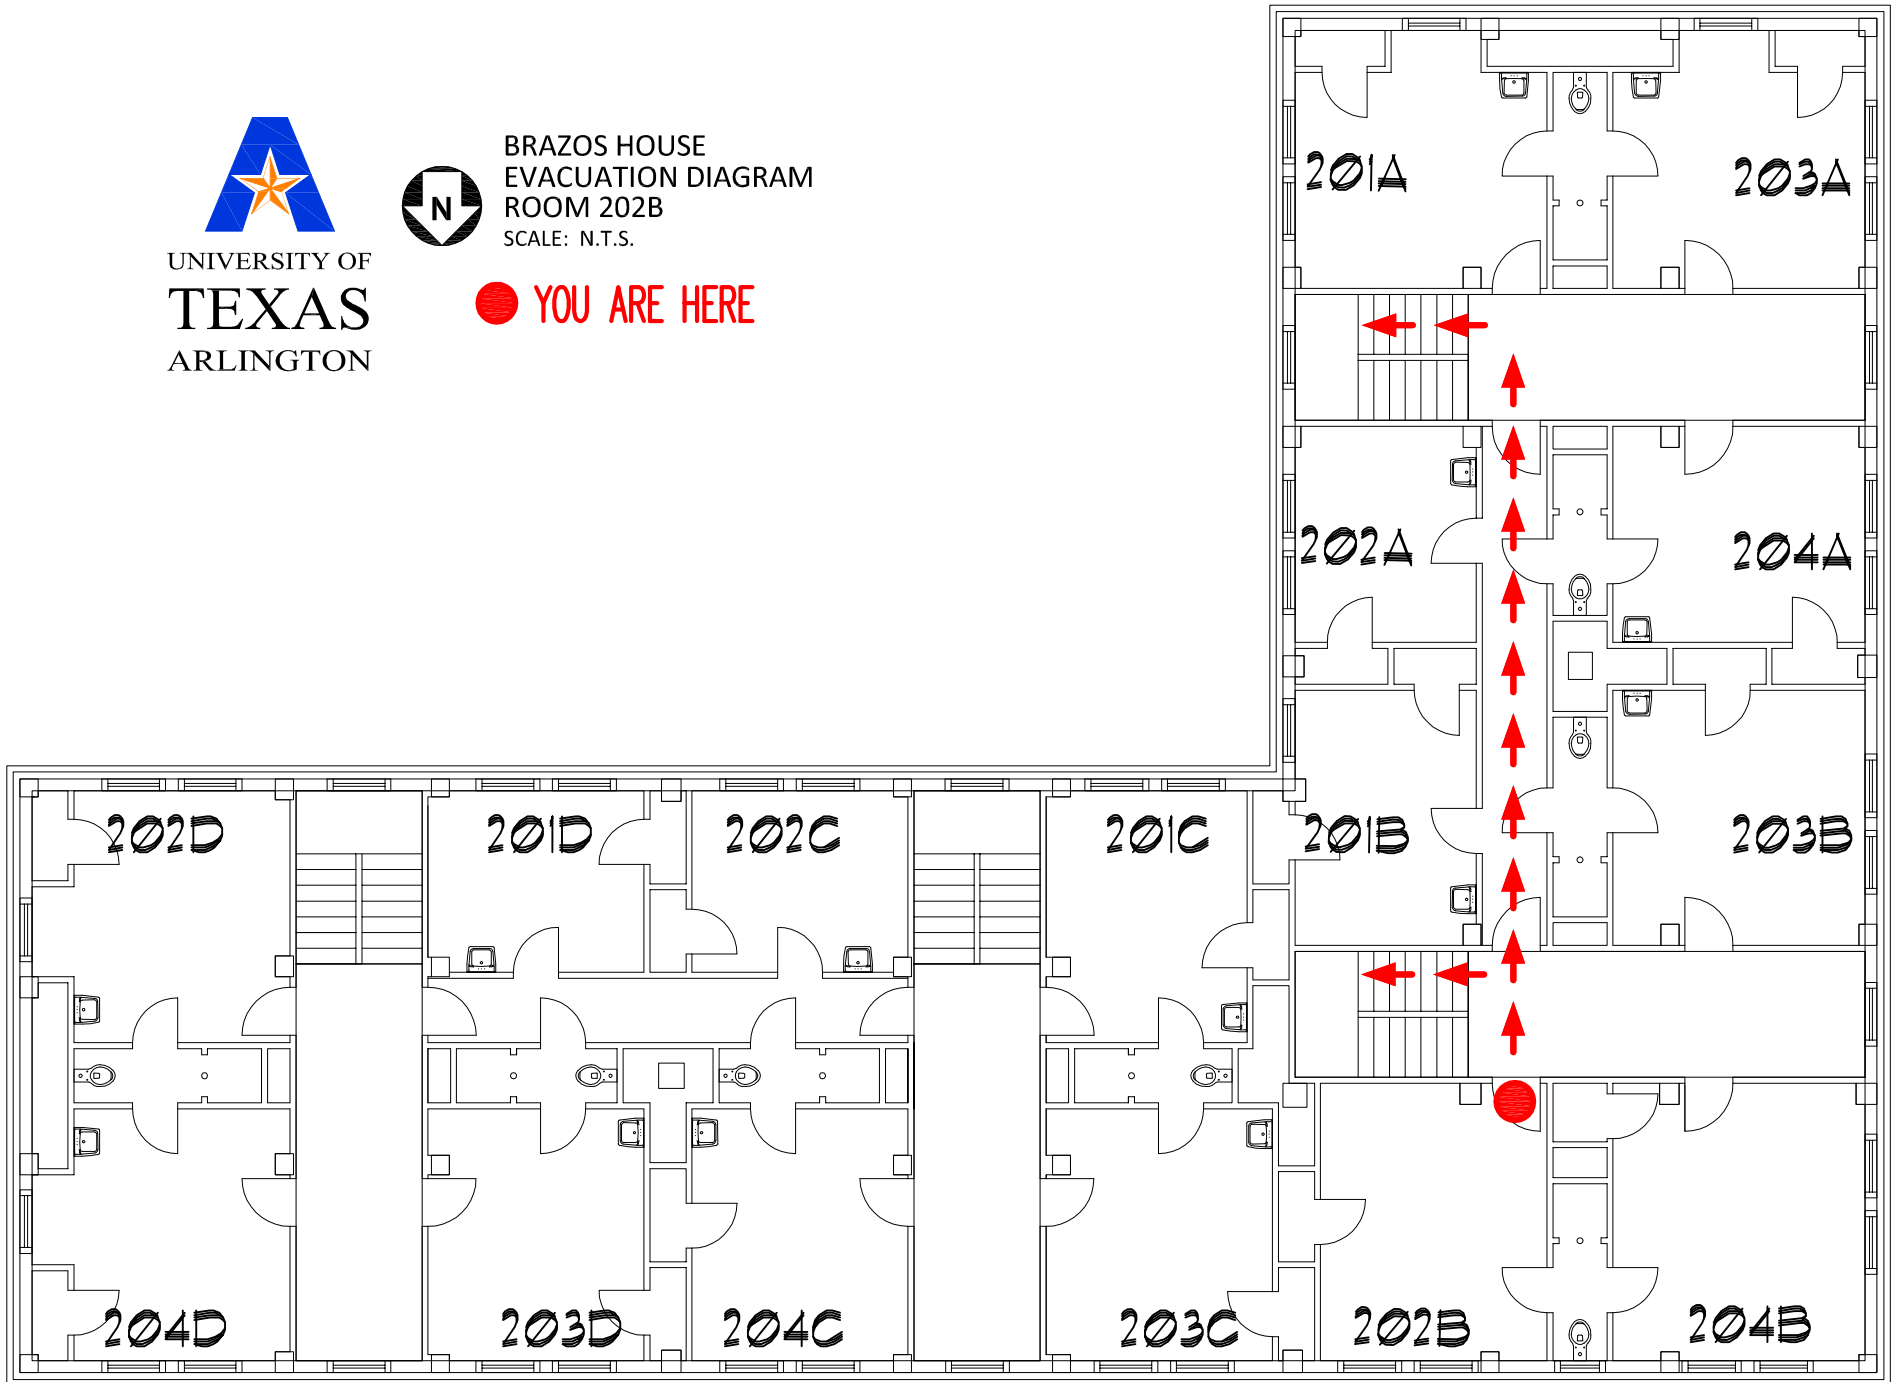 BRAZOS HOUSE
EVACUATION DIAGRAM
ROOM 202B
SCALE: N.T.S.
N
YOU ARE HERE
UNIVERSITY OF
TEXAS
ARLINGTON
201A
203A
202A
204A
202D
201D
202C
201C
201B
203B
204D
203D
204C
203C
202B
204B